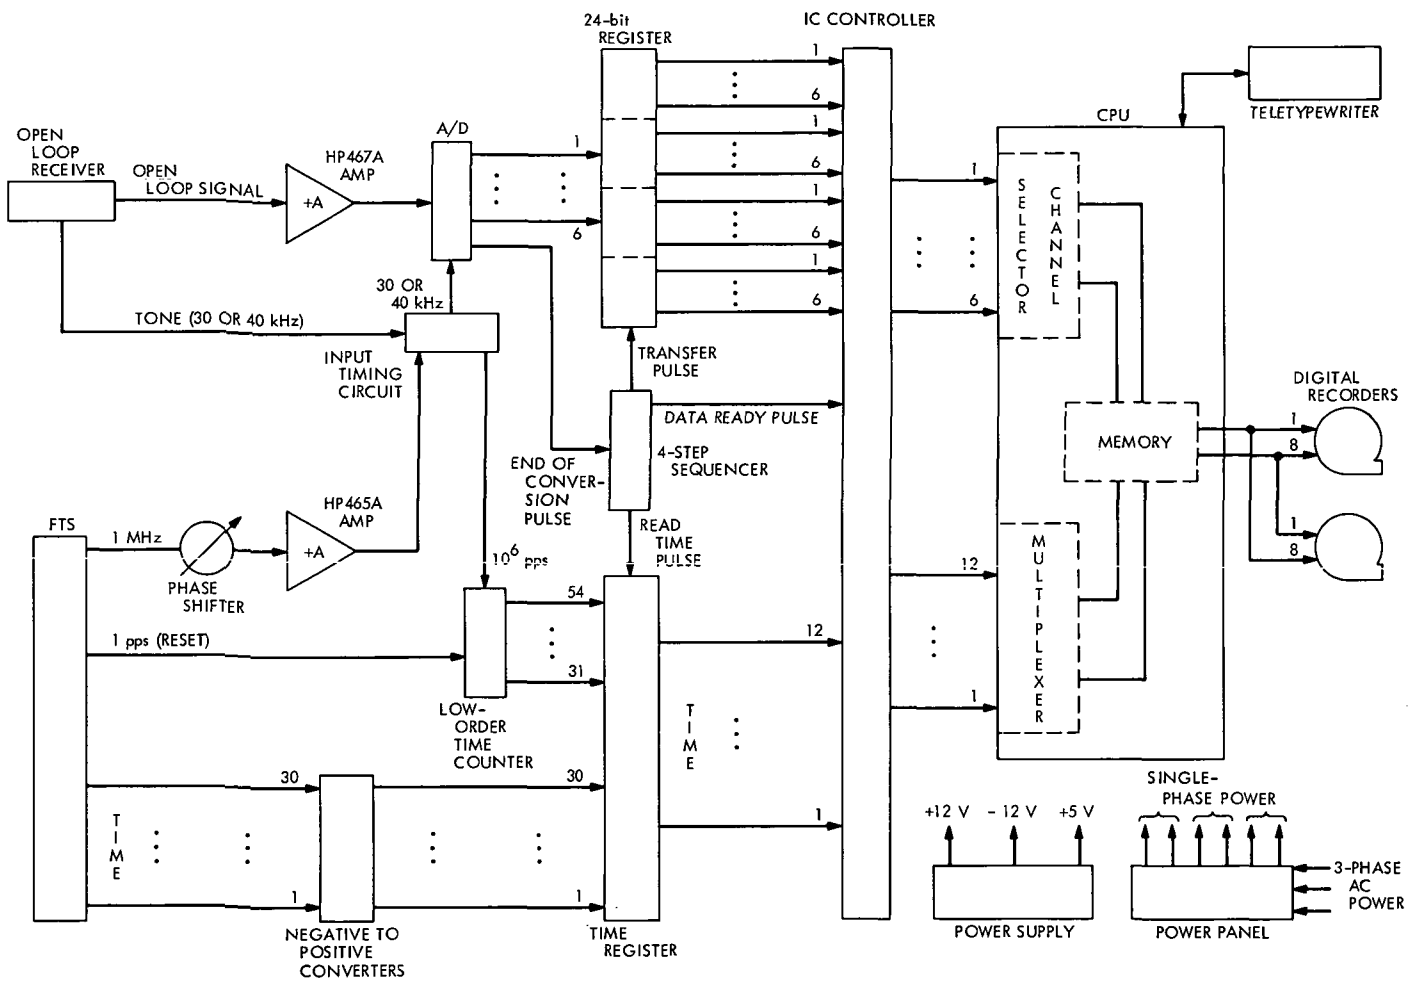 24-bit
REGISTER
IC CONTROLLER
1
6
1
6
1
6
1
6
TELETYPEWRITER
CPU
OPEN
LOOP
RECEIVER
OPEN
LOOP SIGNAL
HP467A
AMP
+A
A/D
1
6
30 OR
40 kHz
TONE (30 OR 40 kHz)
INPUT
TIMING
CIRCUIT
TRANSFER
PULSE
DATA READY PULSE
4-STEP
SEQUENCER
END OF
CONVER-
SION
PULSE
READ
TIME
PULSE
1
6
SELECTOR
CHANNEL
MEMORY
DIGITAL
RECORDERS
1
8
1
8
FTS
1 MHz
PHASE
SHIFTER
HP465A
AMP
+A
10⁶ pps
1 pps (RESET)
54
31
LOW-
ORDER
TIME
COUNTER
12
1
TIME
12
1
MULTIPLEXER
TIME
30
1
30
1
NEGATIVE TO
POSITIVE
CONVERTERS
TIME
REGISTER
+12 V
- 12 V
+5 V
POWER SUPPLY
SINGLE-
PHASE POWER
3-PHASE
AC
POWER
POWER PANEL